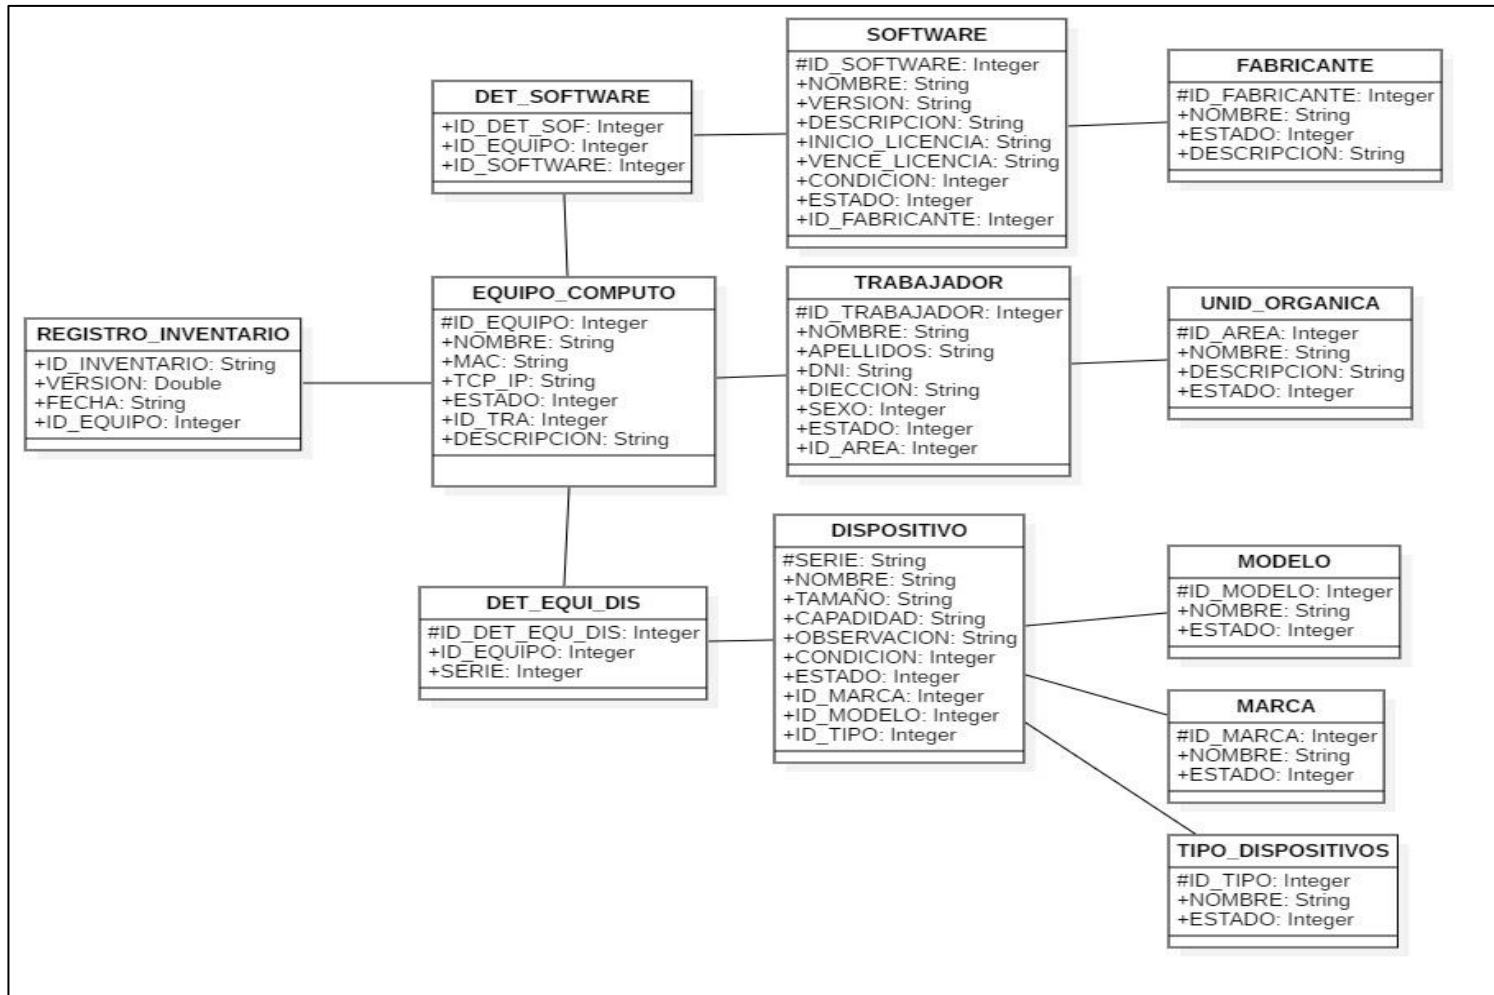 SOFTWARE
#ID_SOFTWARE: Integer
+NOMBRE: String
+VERSION: String
+DESCRIPCION: String
+INICIO_LICENCIA: String
+VENCE_LICENCIA: String
+CONDICION: Integer
+ESTADO: Integer
+ID_FABRICANTE: Integer
FABRICANTE
#ID_FABRICANTE: Integer
+NOMBRE: String
+ESTADO: Integer
+DESCRIPCION: String
DET_SOFTWARE
+ID_DET_SOF: Integer
+ID_EQUIPO: Integer
+ID_SOFTWARE: Integer
REGISTRO_INVENTARIO
+ID_INVENTARIO: String
+VERSION: Double
+FECHA: String
+ID_EQUIPO: Integer
EQUIPO_COMPUTO
#ID_EQUIPO: Integer
+NOMBRE: String
+MAC: String
+TCP_IP: String
+ESTADO: Integer
+ID_TRA: Integer
+DESCRIPCION: String
TRABAJADOR
#ID_TRABAJADOR: Integer
+NOMBRE: String
+APELLIDOS: String
+DNI: String
+DIECCION: String
+SEXO: Integer
+ESTADO: Integer
+ID_AREA: Integer
UNID_ORGANICA
#ID_AREA: Integer
+NOMBRE: String
+DESCRIPCION: String
+ESTADO: Integer
DET_EQUI_DIS
#ID_DET_EQU_DIS: Integer
+ID_EQUIPO: Integer
+SERIE: Integer
DISPOSITIVO
#SERIE: String
+NOMBRE: String
+TAMAÑO: String
+CAPADIDAD: String
+OBSERVACION: String
+CONDICION: Integer
+ESTADO: Integer
+ID_MARCA: Integer
+ID_MODELO: Integer
+ID_TIPO: Integer
MODELO
#ID_MODELO: Integer
+NOMBRE: String
+ESTADO: Integer
MARCA
#ID_MARCA: Integer
+NOMBRE: String
+ESTADO: Integer
TIPO_DISPOSITIVOS
#ID_TIPO: Integer
+NOMBRE: String
+ESTADO: Integer